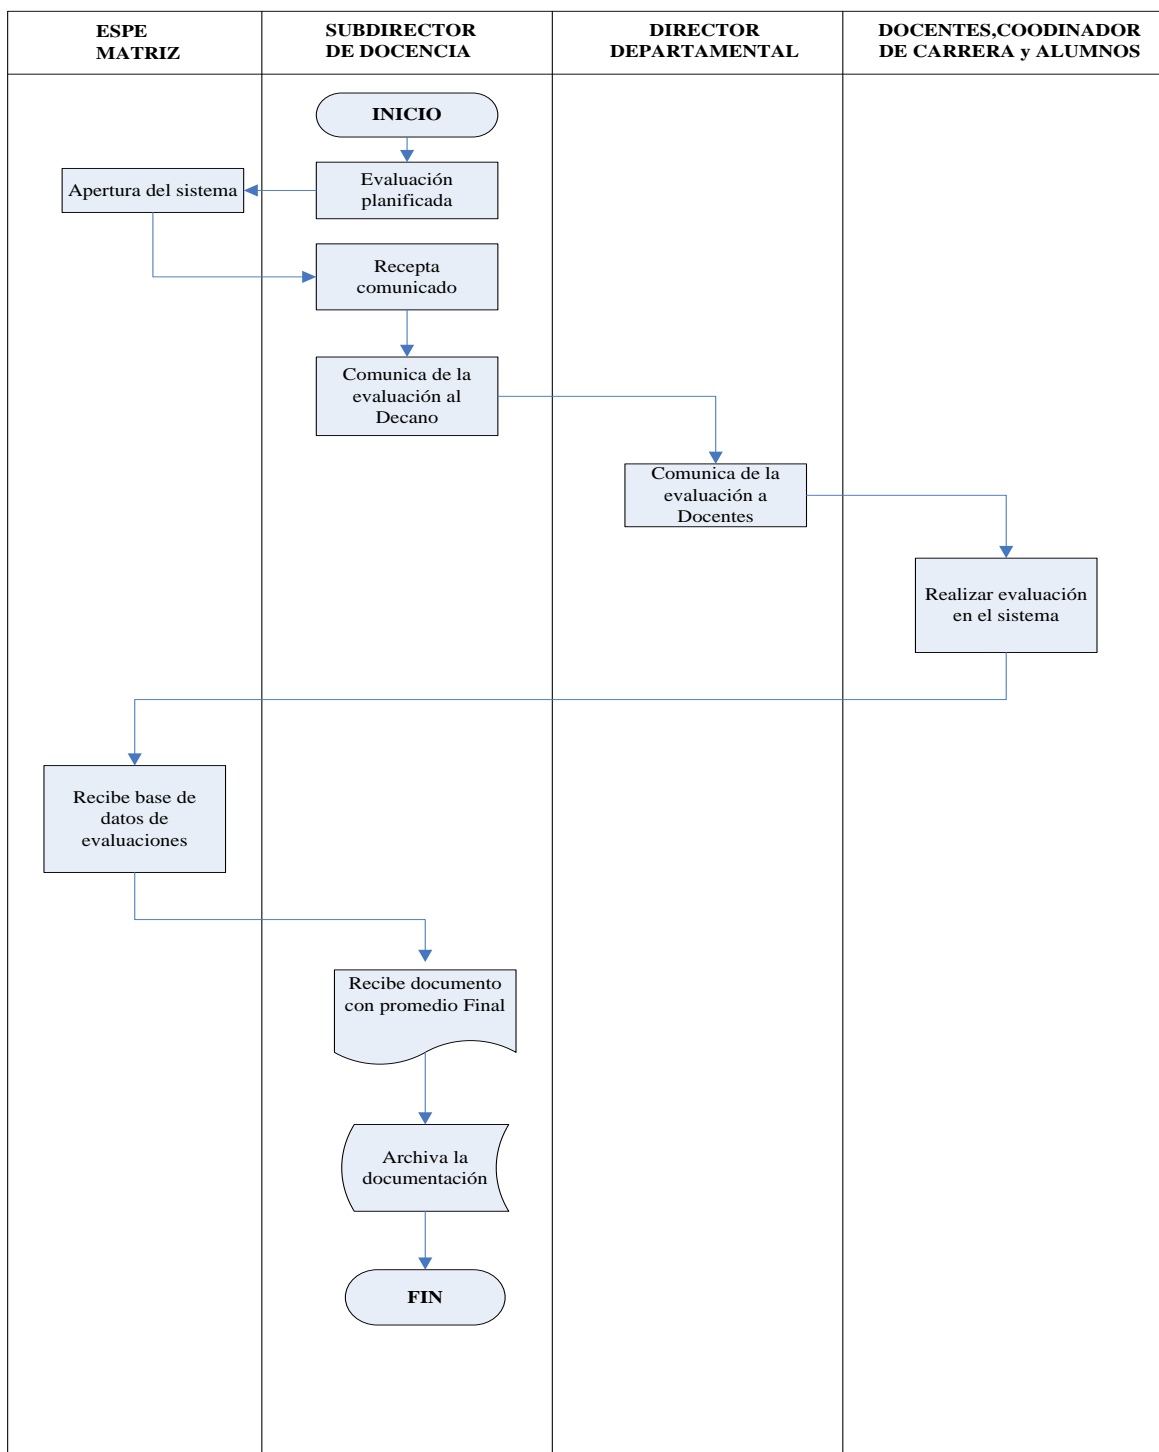 ESPE
MATRIZ
SUBDIRECTOR
DE DOCENCIA
DIRECTOR
DEPARTAMENTAL
DOCENTES,COODINADOR
DE CARRERA y ALUMNOS
INICIO
Evaluación
planificada
Apertura del sistema
Recepta
comunicado
Comunica de la
evaluación al
Decano
Comunica de la
evaluación a
Docentes
Realizar evaluación
en el sistema
Recibe base de
datos de
evaluaciones
Recibe documento
con promedio Final
Archiva la
documentación
FIN